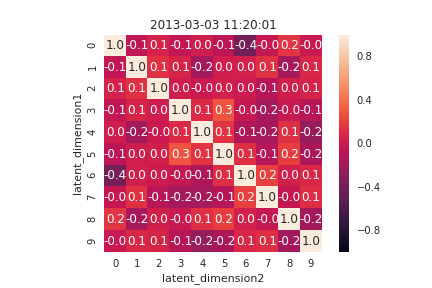 2013-03-03 11:20:01
latent_dimension1
0 1.0 -0.1 0.1 -0.1 0.0 -0.1 -0.4 -0.0 0.2 -0.0
1 -0.1 1.0 0.1 0.1 -0.2 0.0 0.0 0.1 -0.2 0.1
2 0.1 0.1 1.0 0.0 -0.0 0.0 0.0 -0.1 0.0 0.1
3 -0.1 0.1 0.0 1.0 0.1 0.3 -0.0 -0.2 -0.0 -0.1
4 0.0 -0.2 -0.0 0.1 1.0 0.1 -0.1 -0.2 0.1 -0.2
5 -0.1 0.0 0.0 0.3 0.1 1.0 0.1 -0.1 0.2 -0.2
6 -0.4 0.0 0.0 -0.0 -0.1 0.1 1.0 0.2 0.0 0.1
7 -0.0 0.1 -0.1 -0.2 -0.2 -0.1 0.2 1.0 -0.0 0.1
8 0.2 -0.2 0.0 -0.0 0.1 0.2 0.0 -0.0 1.0 -0.2
9 -0.0 0.1 0.1 -0.1 -0.2 -0.2 0.1 0.1 -0.2 1.0
0 1 2 3 4 5 6 7 8 9
latent_dimension2
0.8
0.4
0.0
-0.4
-0.8